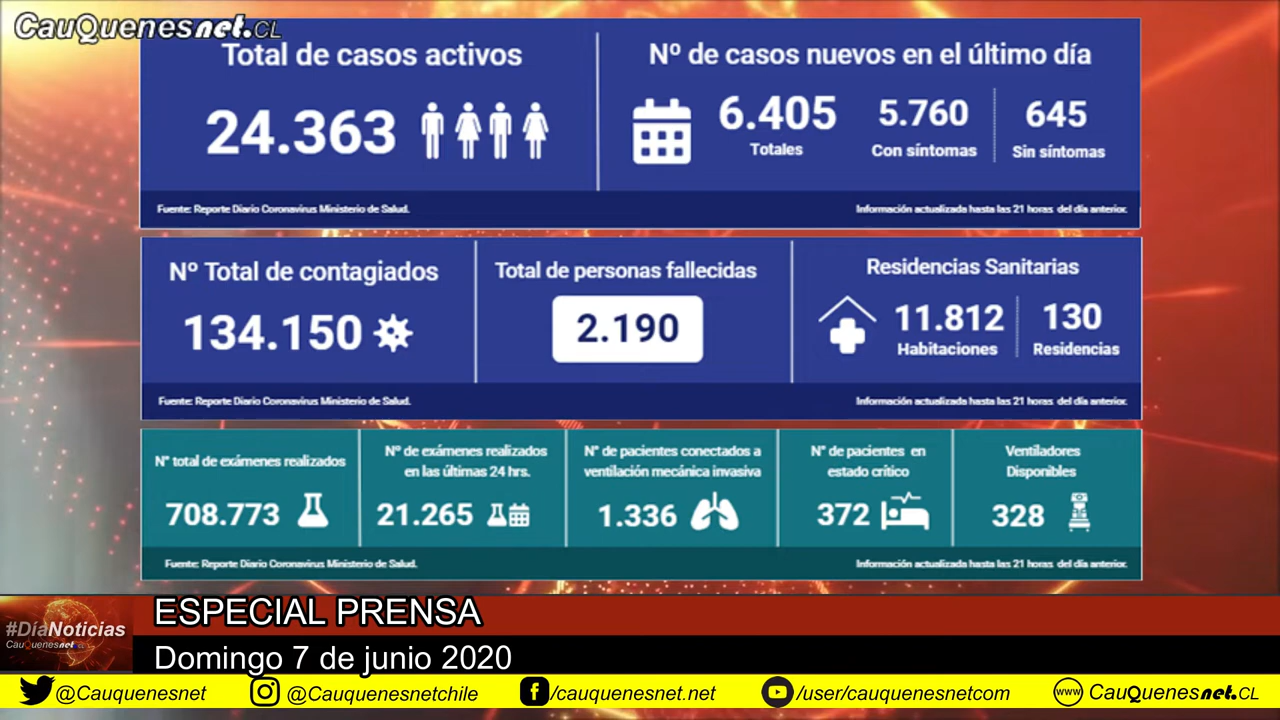 CauQuenesnet.CL
Total de casos activos
24.363
Nº de casos nuevos en el último día
6.405
Totales
5.760
Con síntomas
645
Sin síntomas
Fuente: Reporte Diario Coronavirus Ministerio de Salud.
Información actualizada hasta las 21 horas del día anterior.
Nº Total de contagiados
134.150
Total de personas fallecidas
2.190
Residencias Sanitarias
11.812
Habitaciones
130
Residencias
Fuente: Reporte Diario Coronavirus Ministerio de Salud.
Información actualizada hasta las 21 horas del día anterior.
N° total de exámenes realizados
708.773
Nº de exámenes realizados
en las últimas 24 hrs.
21.265
N° de pacientes conectados a
ventilación mecánica invasiva
1.336
N° de pacientes en
estado crítico
372
Ventiladores
Disponibles
328
Fuente: Reporte Diario Coronavirus Ministerio de Salud.
Información actualizada hasta las 21 horas del día anterior.
#DíaNoticias
CauQuenesnet
ESPECIAL PRENSA
Domingo 7 de junio 2020
@Cauquenesnet
@Cauquenesnetchile
/cauquenesnet.net
/user/cauquenesnetcom
www
CauQuenesnet.CL